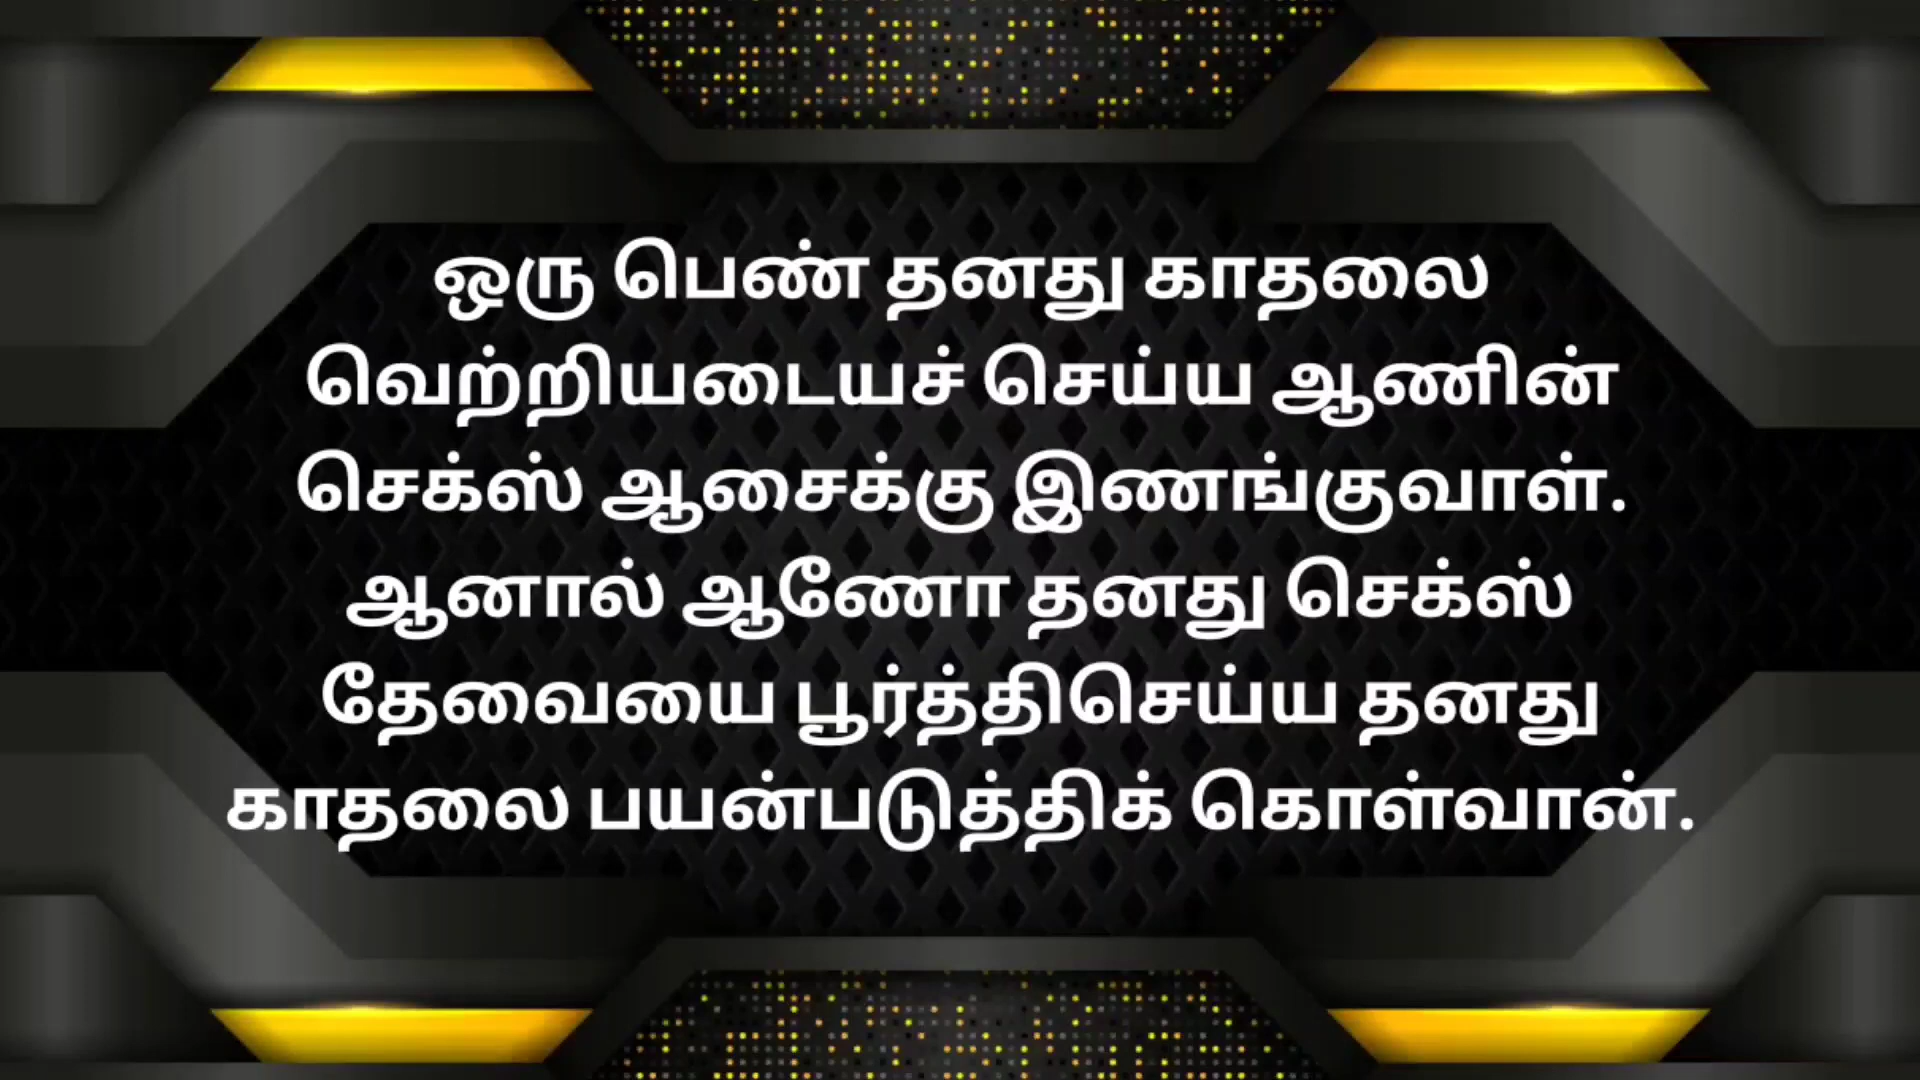 ஒரு பெண் தனது காதலை
வெற்றியடையச் செய்ய ஆணின்
செக்ஸ் ஆசைக்கு இணங்குவாள்.
ஆனால் ஆணோ தனது செக்ஸ்
தேவையை பூர்த்திசெய்ய தனது
காதலை பயன்படுத்திக் கொள்வான்.